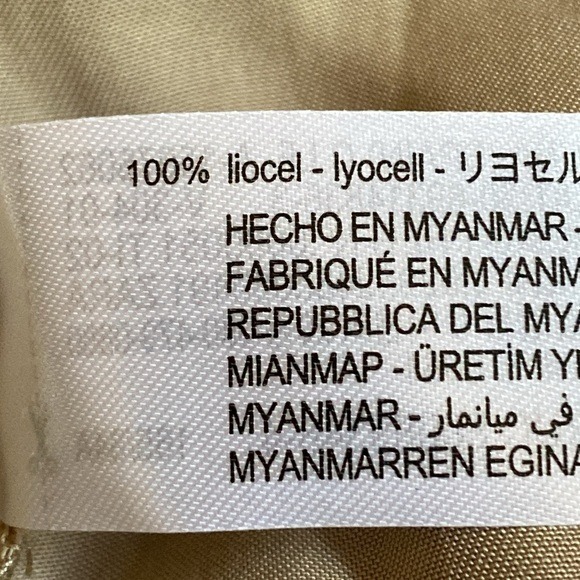 100% liocel - lyocell - リヨセル
HECHO EN MYANMAR -
FABRIQUÉ EN MYANM
REPUBBLICA DEL MYA
MIANMAP - ÜRETİM Y
MYANMAR - في ميانمار
MYANMARREN EGINA